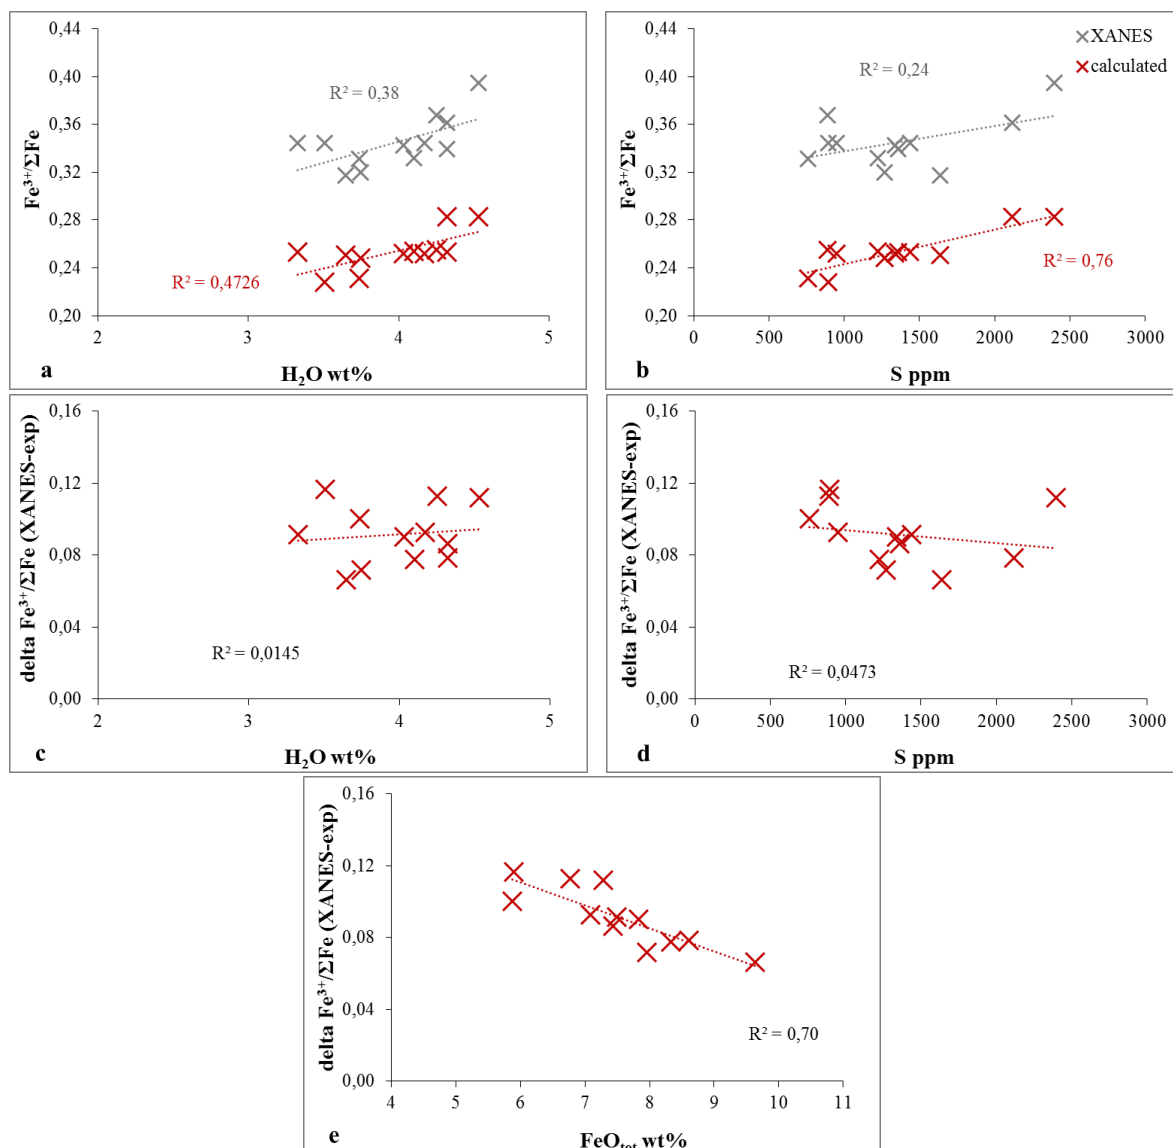 0,44
0,40
0,36
0,32
0,28
0,24
0,20
Fe³⁺/ΣFe
R² = 0,38
R² = 0,4726
2
3
4
5
a
H₂O wt%
0,44
0,40
0,36
0,32
0,28
0,24
0,20
Fe³⁺/ΣFe
XANES
calculated
R² = 0,24
R² = 0,76
0
500
1000
1500
2000
2500
3000
b
S ppm
0,16
0,12
0,08
0,04
0,00
delta Fe³⁺/ΣFe (XANES-exp)
R² = 0,0145
2
3
4
5
c
H₂O wt%
0,16
0,12
0,08
0,04
0,00
delta Fe³⁺/ΣFe (XANES-exp)
R² = 0,0473
0
500
1000
1500
2000
2500
3000
d
S ppm
0,16
0,12
0,08
0,04
0,00
delta Fe³⁺/ΣFe (XANES-exp)
R² = 0,70
4
5
6
7
8
9
10
11
e
FeOtot wt%